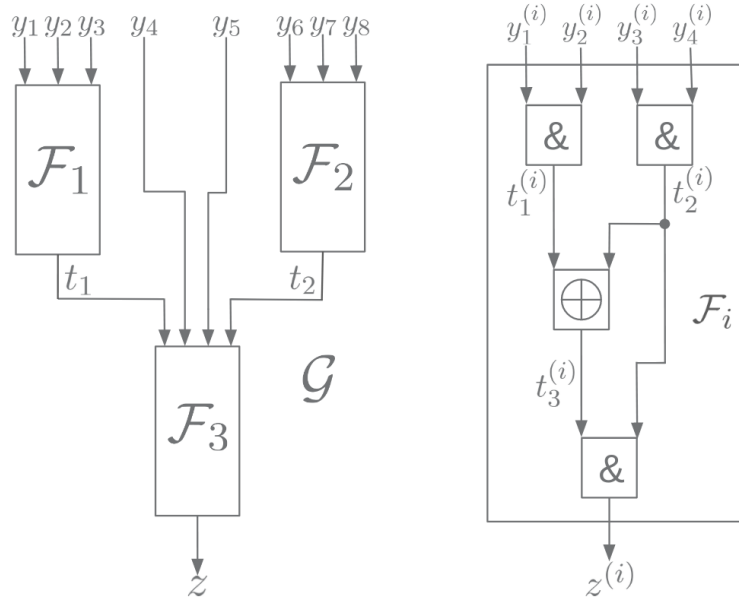 y₁ y₂ y₃ y₄ y₅ y₆ y₇ y₈
ℱ₁
ℱ₂
t₁
t₂
ℱ₃
𝒢
z
y₁⁽ⁱ⁾ y₂⁽ⁱ⁾ y₃⁽ⁱ⁾ y₄⁽ⁱ⁾
& &
t₁⁽ⁱ⁾ t₂⁽ⁱ⁾
⊕
ℱᵢ
t₃⁽ⁱ⁾
&
z⁽ⁱ⁾